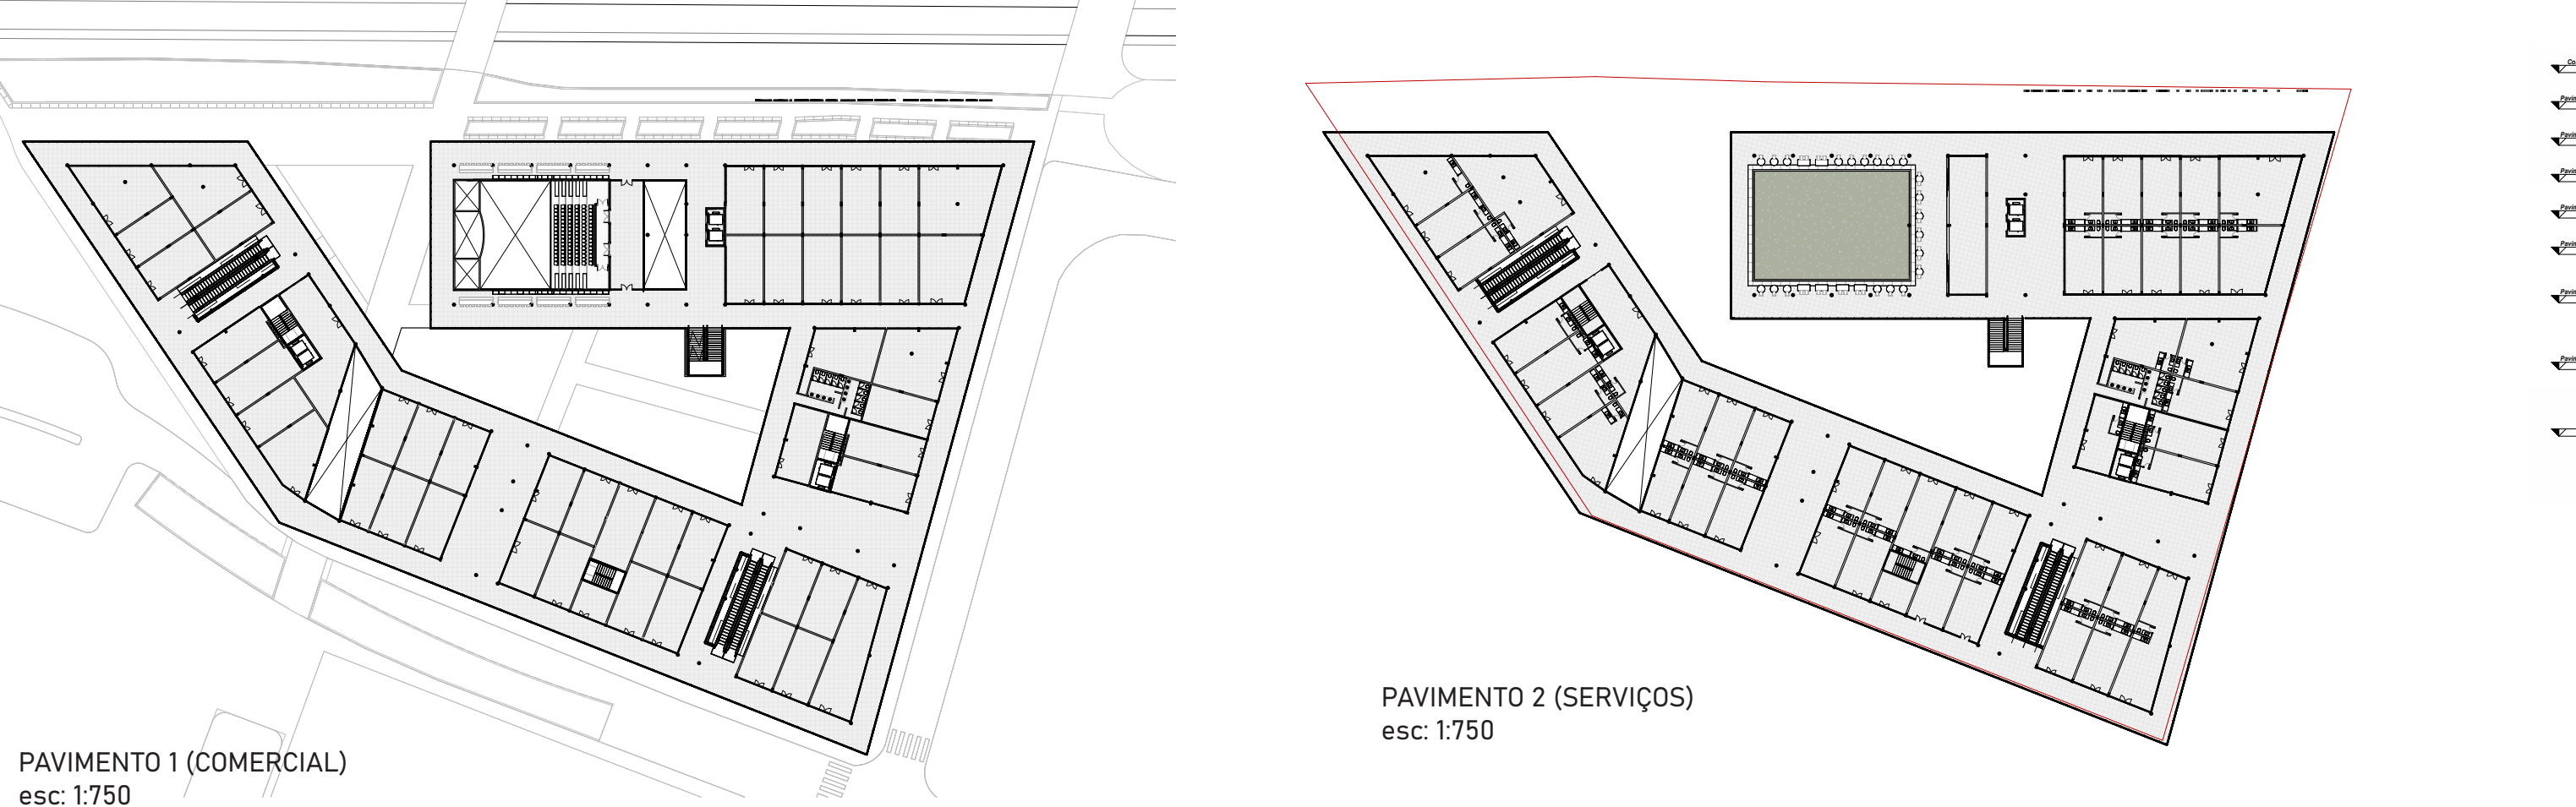 PAVIMENTO 1 (COMERCIAL)
esc: 1:750
PAVIMENTO 2 (SERVIÇOS)
esc: 1:750